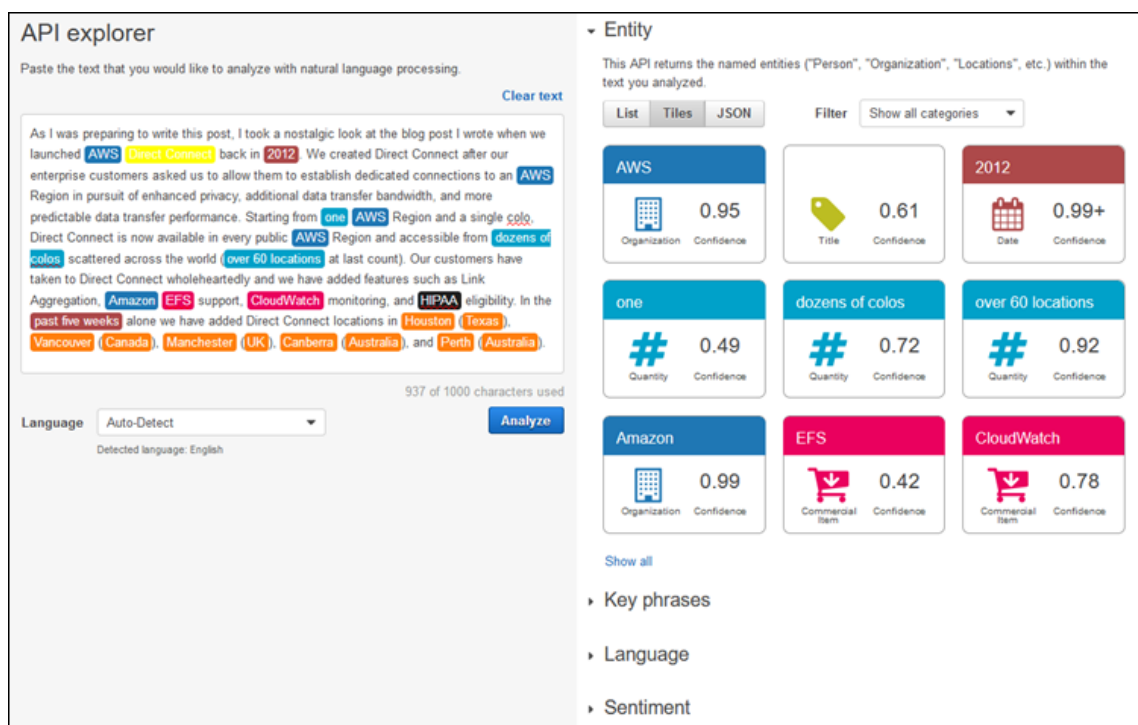 API explorer
Paste the text that you would like to analyze with natural language processing.
Clear text
As I was preparing to write this post, I took a nostalgic look at the blog post I wrote when we
launched AWS Direct Connect back in 2012. We created Direct Connect after our
enterprise customers asked us to allow them to establish dedicated connections to an AWS
Region in pursuit of enhanced privacy, additional data transfer bandwidth, and more
predictable data transfer performance. Starting from one AWS Region and a single colo,
Direct Connect is now available in every public AWS Region and accessible from dozens of
colos scattered across the world (over 60 locations at last count). Our customers have
taken to Direct Connect wholeheartedly and we have added features such as Link
Aggregation, Amazon EFS support, CloudWatch monitoring, and HIPAA eligibility. In the
past five weeks alone we have added Direct Connect locations in Houston (Texas),
Vancouver (Canada), Manchester (UK), Canberra (Australia), and Perth (Australia).
937 of 1000 characters used
Language Auto-Detect Analyze
Detected language: English
Entity
This API returns the named entities ("Person", "Organization", "Locations", etc.) within the
text you analyzed.
List Tiles JSON Filter Show all categories
AWS 2012
0.95 0.61 0.99+
Organization Confidence Title Confidence Date Confidence
one dozens of colos over 60 locations
# 0.49 # 0.72 # 0.92
Quantity Confidence Quantity Confidence Quantity Confidence
Amazon EFS CloudWatch
0.99 0.42 0.78
Organization Confidence Commercial Item Confidence Commercial Item Confidence
Show all
Key phrases
Language
Sentiment